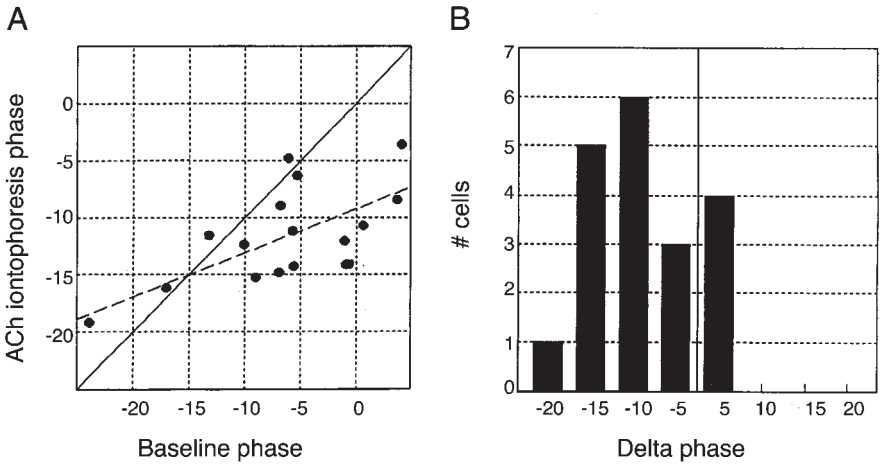 A
ACh iontophoresis phase
0
-5
-10
-15
-20
-20 -15 -10 -5 0
Baseline phase
B
# cells
7
6
5
4
3
2
1
0
-20 -15 -10 -5 5 10 15 20
Delta phase